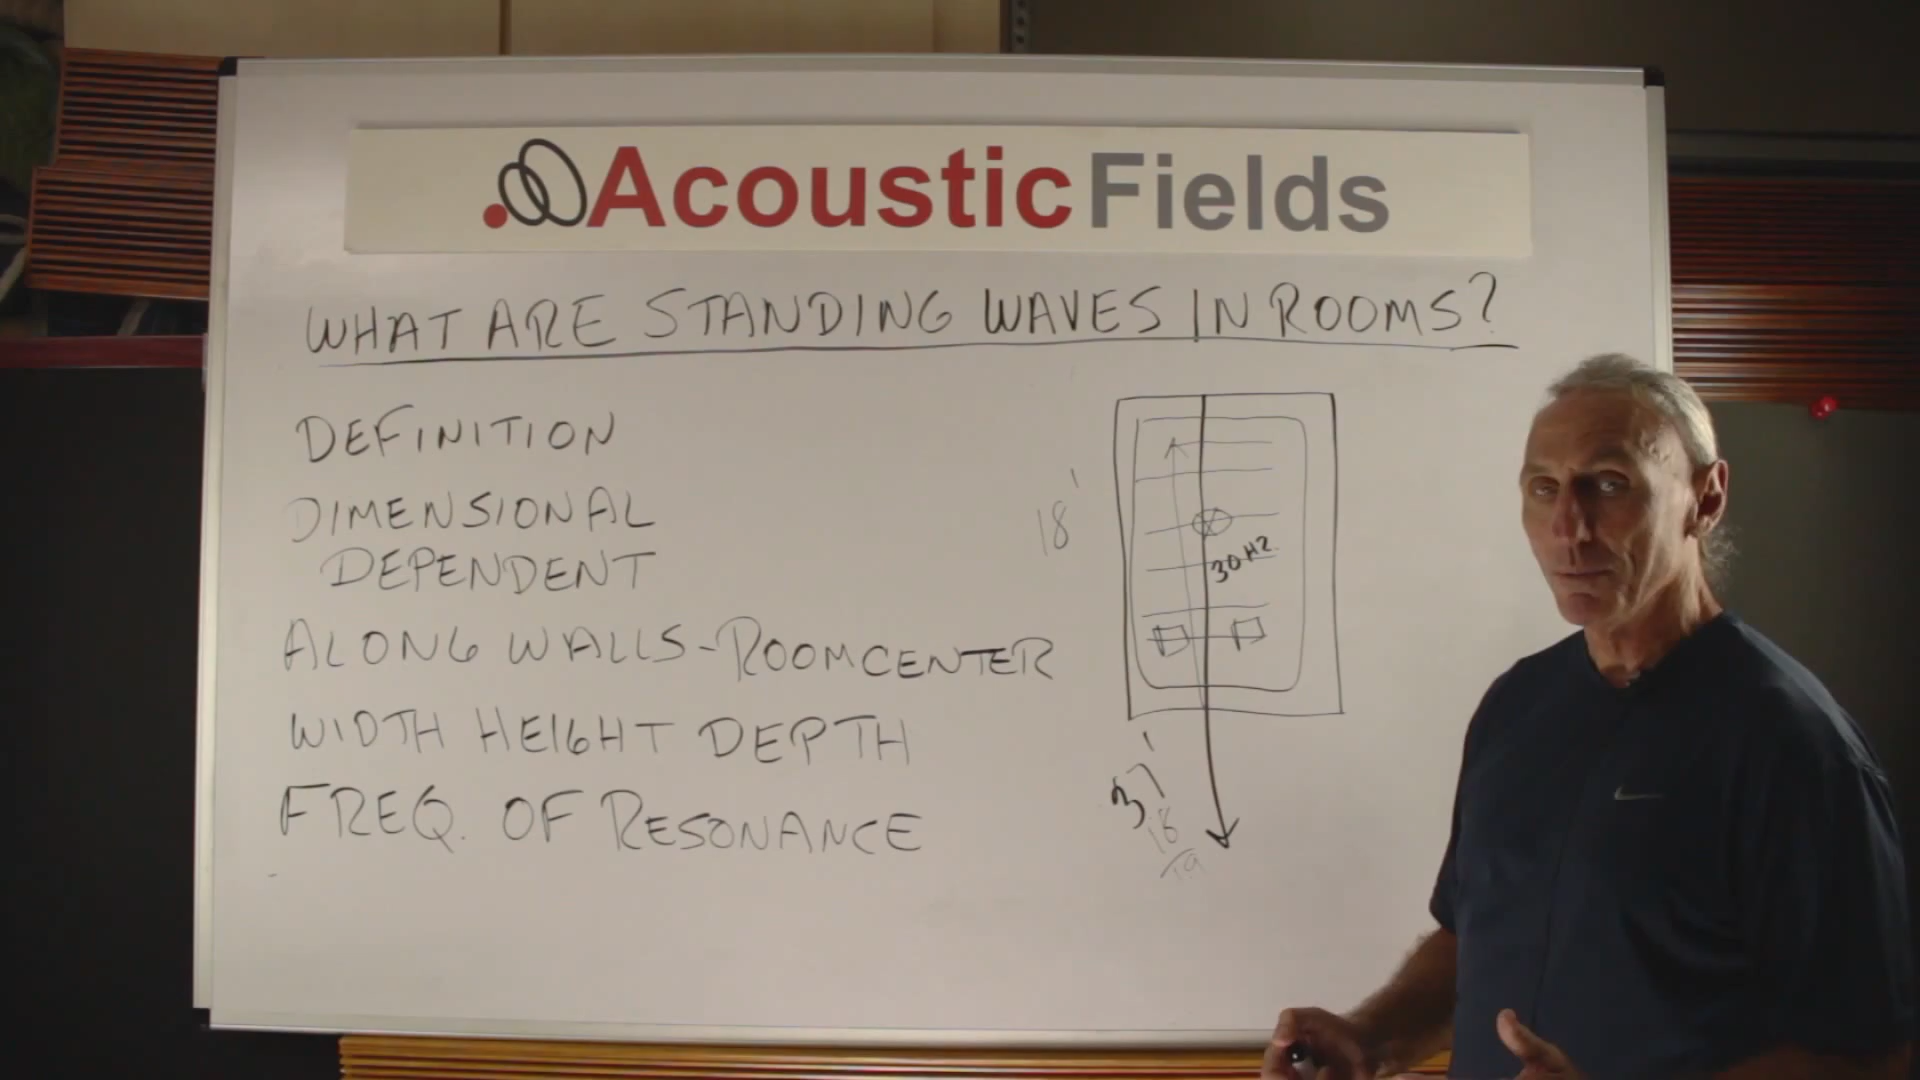 AcousticFields
WHAT ARE STANDING WAVES IN ROOMS?
DEFINITION
DIMENSIONAL
DEPENDENT
ALONG WALLS-ROOMCENTER
WIDTH HEIGHT DEPTH
FREQ. OF RESONANCE
18'
30HZ.
37'
18
19